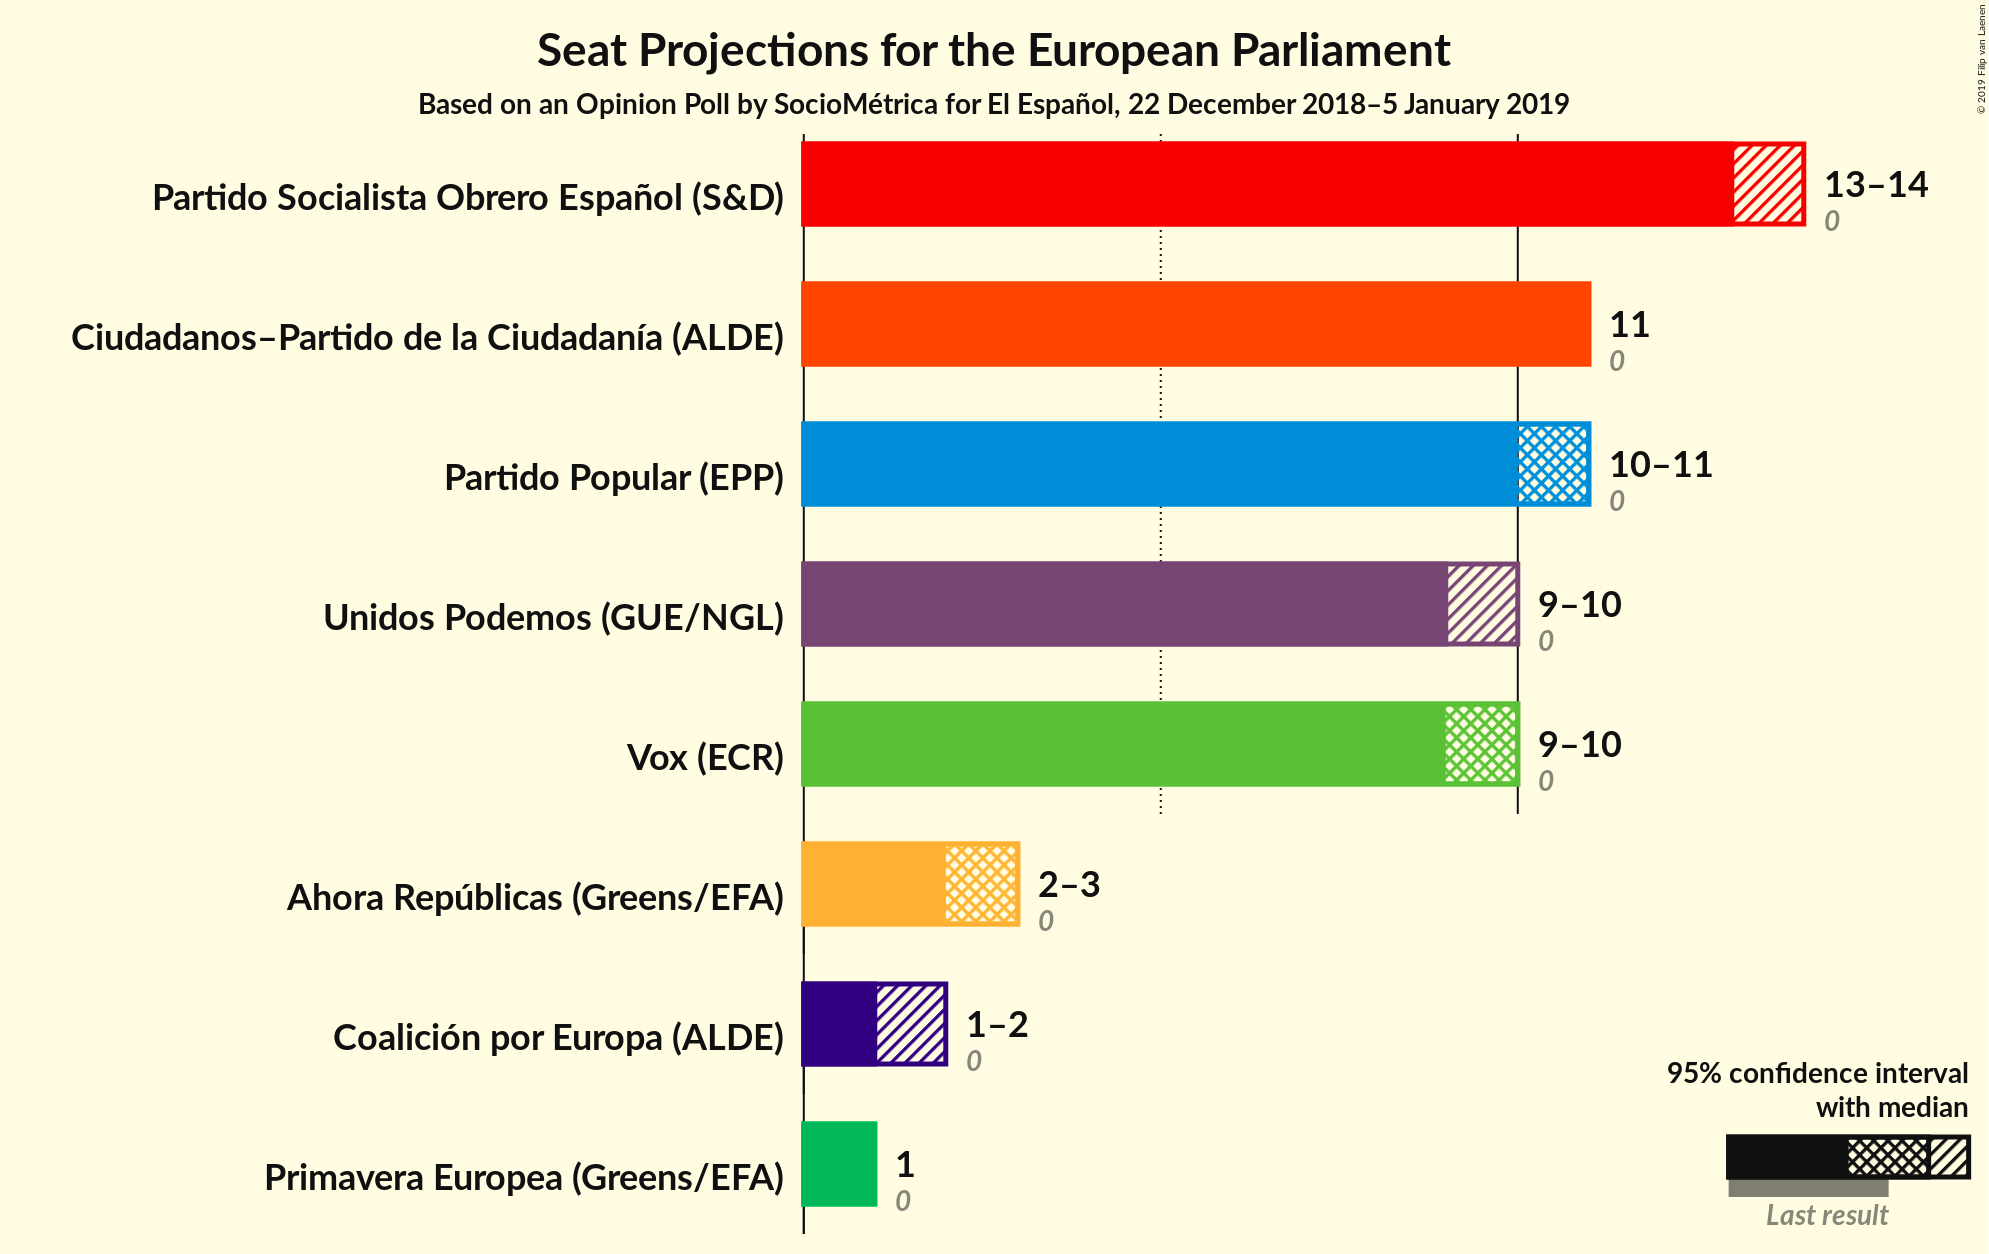 Seat Projections for the European Parliament
Based on an Opinion Poll by SocioMétrica for El Español, 22 December 2018–5 January 2019
© 2019 Filip van Laenen
Partido Socialista Obrero Español (S&D)
13–14
0
Ciudadanos–Partido de la Ciudadanía (ALDE)
11
0
Partido Popular (EPP)
10–11
0
Unidos Podemos (GUE/NGL)
9–10
0
Vox (ECR)
9–10
0
Ahora Repúblicas (Greens/EFA)
2–3
0
Coalición por Europa (ALDE)
1–2
0
Primavera Europea (Greens/EFA)
1
0
95% confidence interval
with median
Last result